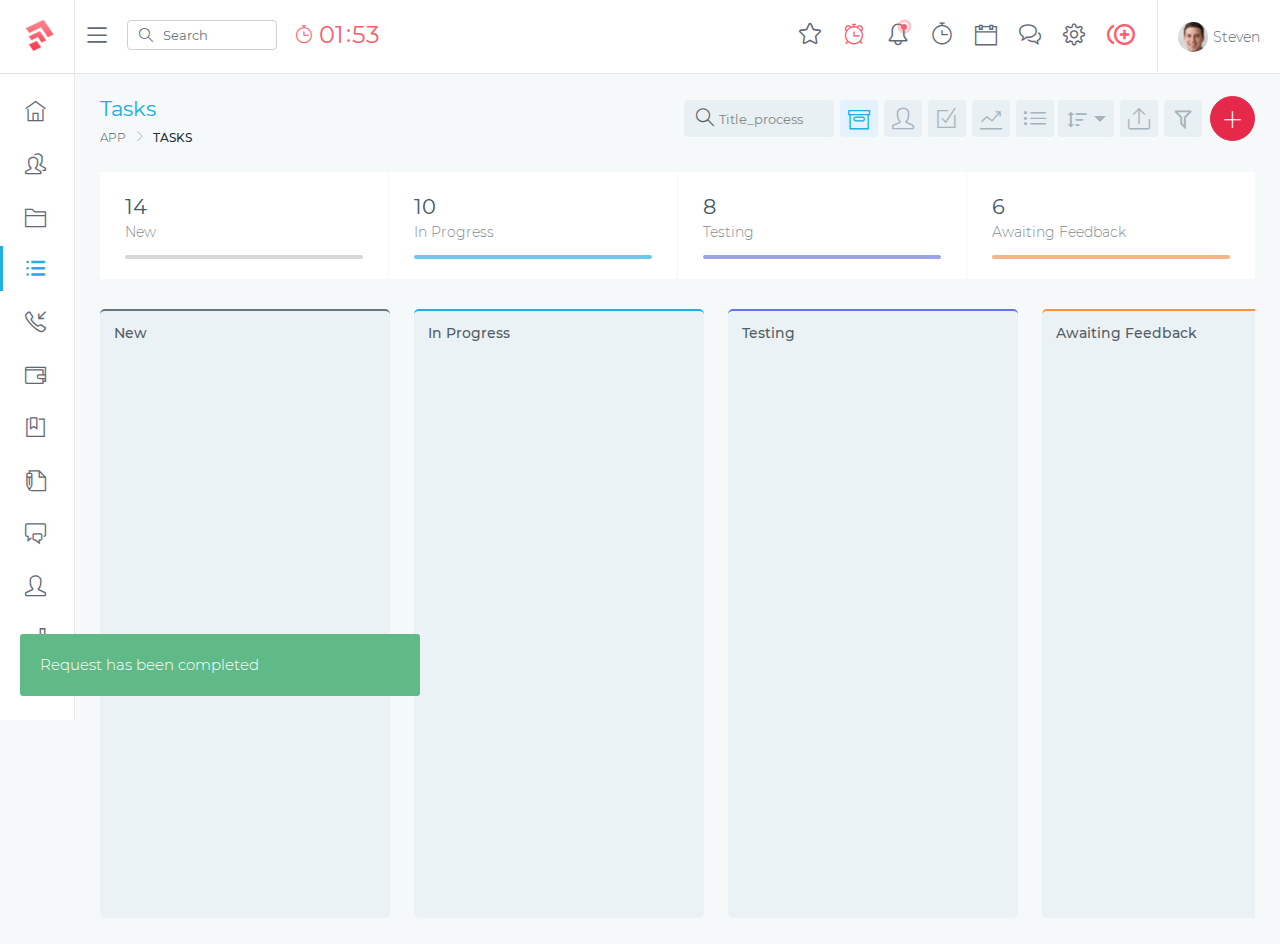 Search
01:53
Steven
Tasks
APP
TASKS
Title_process
14
New
10
In Progress
8
Testing
6
Awaiting Feedback
New
In Progress
Testing
Awaiting Feedback
Request has been completed